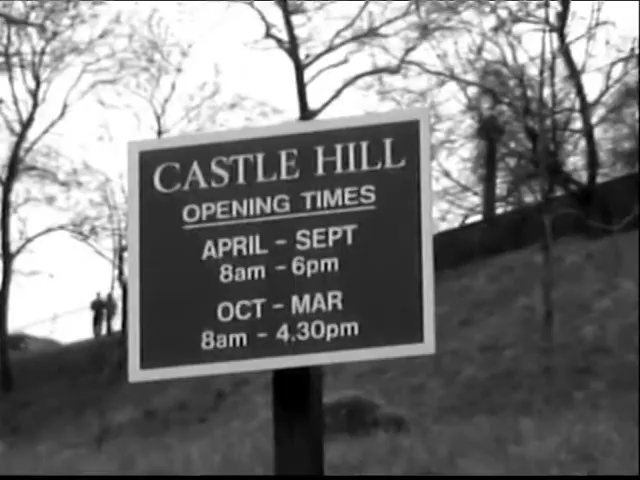 CASTLE HILL
OPENING TIMES
APRIL - SEPT
8am - 6pm
OCT - MAR
8am - 4.30pm